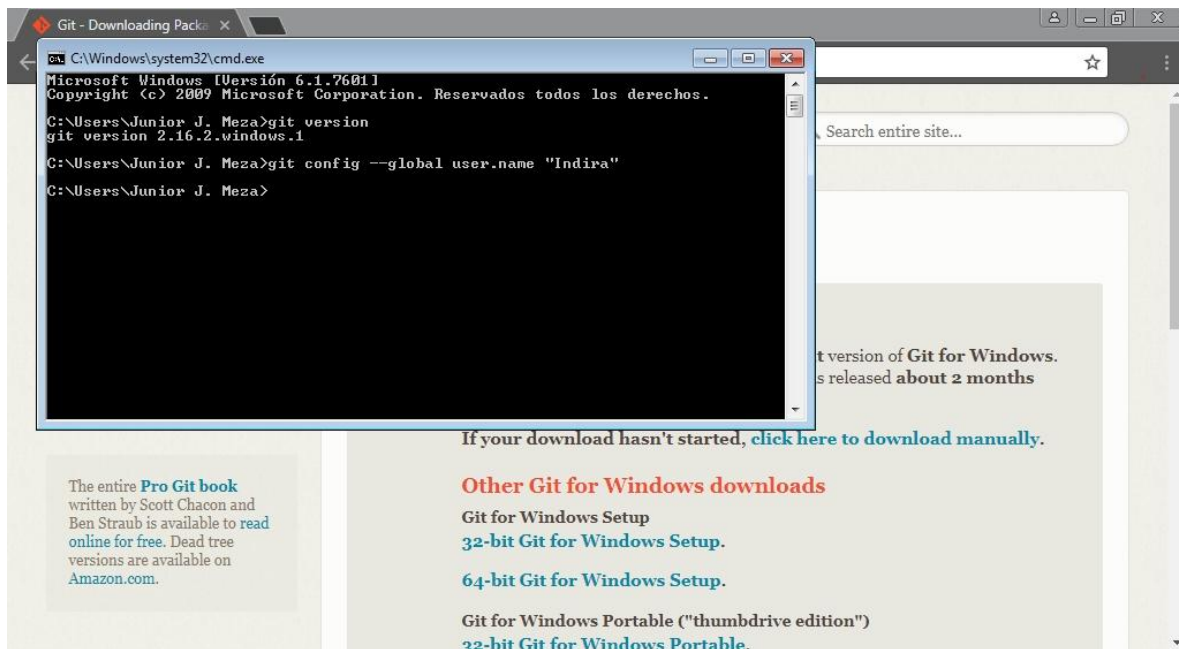 Git - Downloading Packa
C:\Windows\system32\cmd.exe
Microsoft Windows [Versión 6.1.7601]
Copyright (c) 2009 Microsoft Corporation. Reservados todos los derechos.
C:\Users\Junior J. Meza>git version
git version 2.16.2.windows.1
C:\Users\Junior J. Meza>git config --global user.name "Indira"
C:\Users\Junior J. Meza>
Search entire site...
t version of Git for Windows.
s released about 2 months
If your download hasn't started, click here to download manually.
The entire Pro Git book
written by Scott Chacon and
Ben Straub is available to read
online for free. Dead tree
versions are available on
Amazon.com.
Other Git for Windows downloads
Git for Windows Setup
32-bit Git for Windows Setup.
64-bit Git for Windows Setup.
Git for Windows Portable ("thumbdrive edition")
32-bit Git for Windows Portable.